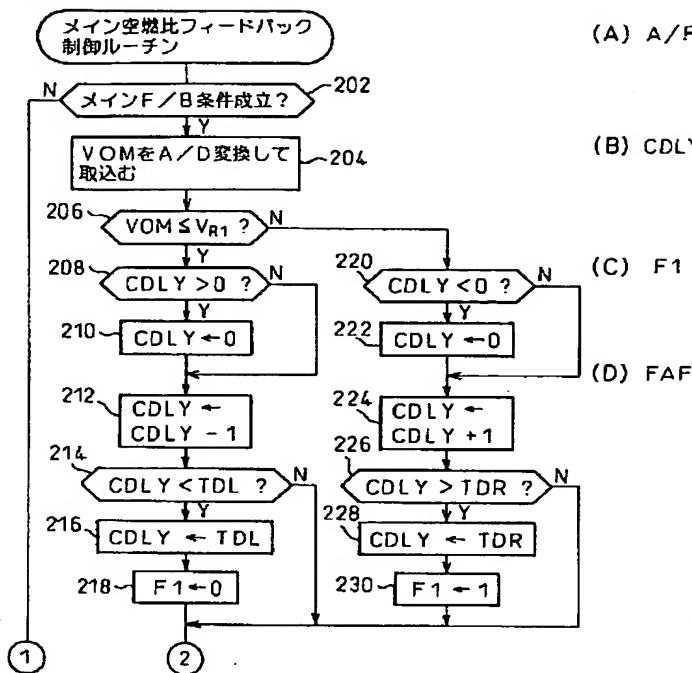 メイン空燃比フィードバック
制御ルーチン
202
N
メインF/B条件成立?
Y
VOMをA/D変換して
取込む
204
206
VOM≤VR1 ?
N
Y
208
CDLY >0 ?
N
Y
210
CDLY ←0
212
CDLY ←
CDLY −1
214
CDLY <TDL ?
N
Y
216
CDLY ← TDL
218
F1←0
220
CDLY <0 ?
N
Y
222
CDLY ←0
224
CDLY ←
CDLY +1
226
CDLY >TDR ?
N
Y
228
CDLY ← TDR
230
F1 ←1
1
2
(A) A/F
(B) CDLY
(C) F1
(D) FAF